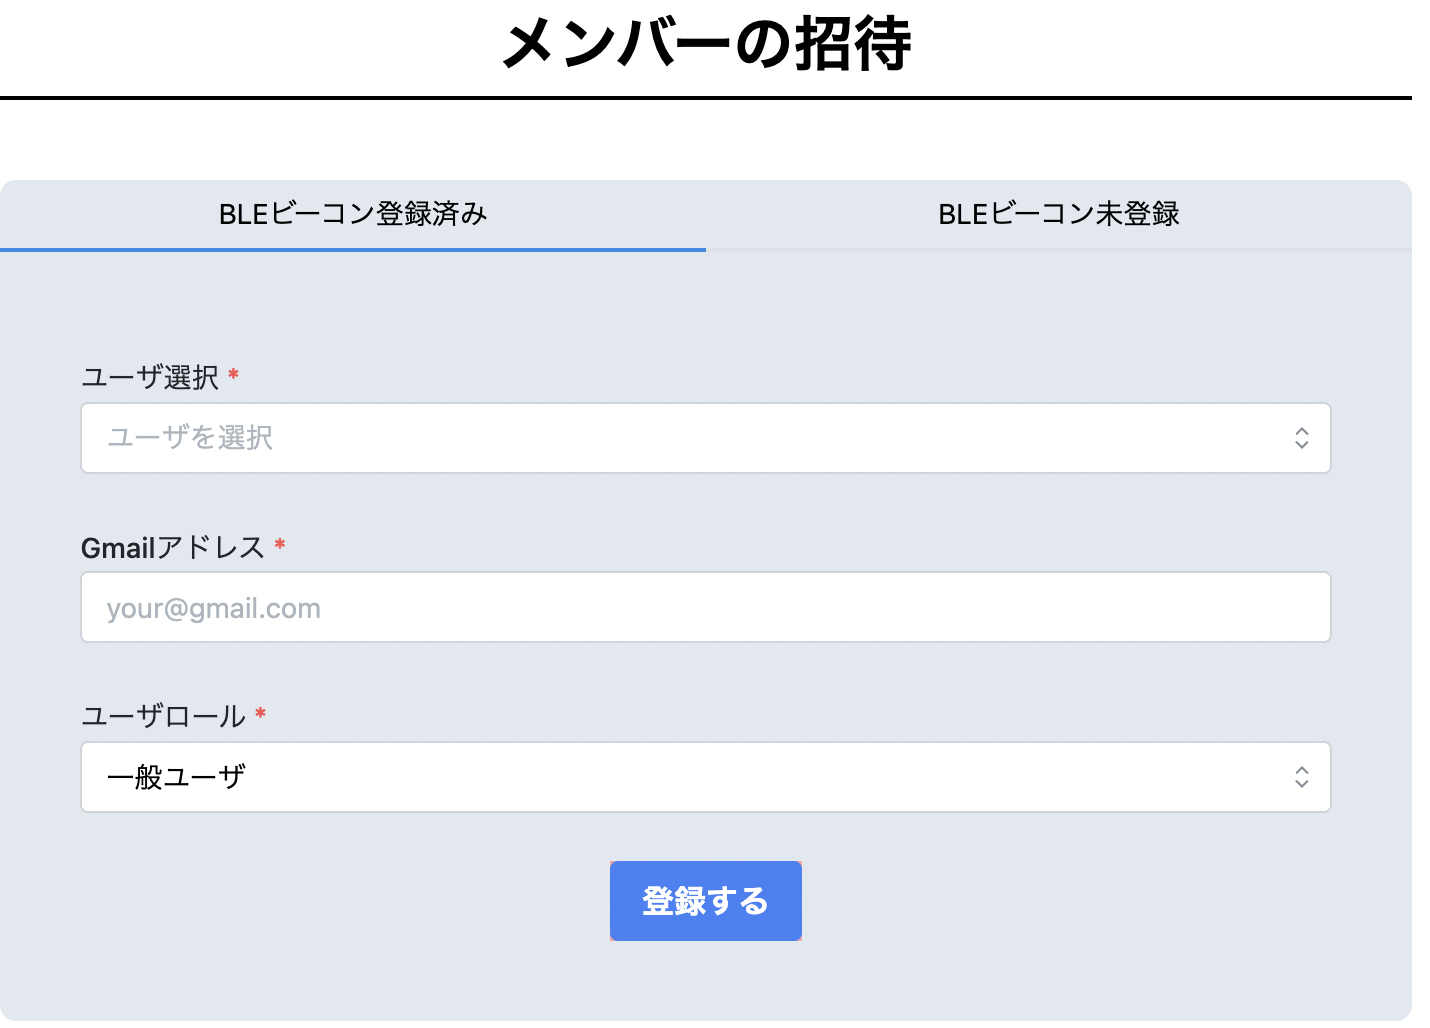 メンバーの招待
BLEビーコン登録済み
BLEビーコン未登録
ユーザ選択 *
ユーザを選択
Gmailアドレス *
your@gmail.com
ユーザロール *
一般ユーザ
登録する